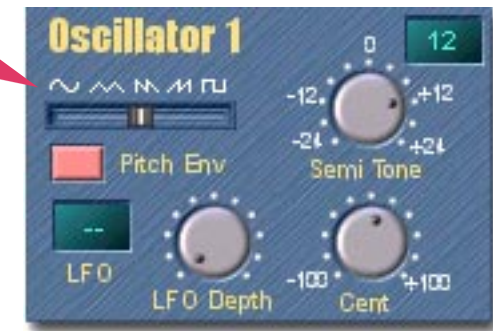 Oscillator 1
12
0
-12
+12
-24
+24
Pitch Env
Semi Tone
--
LFO
LFO Depth
-100
+100
Cent